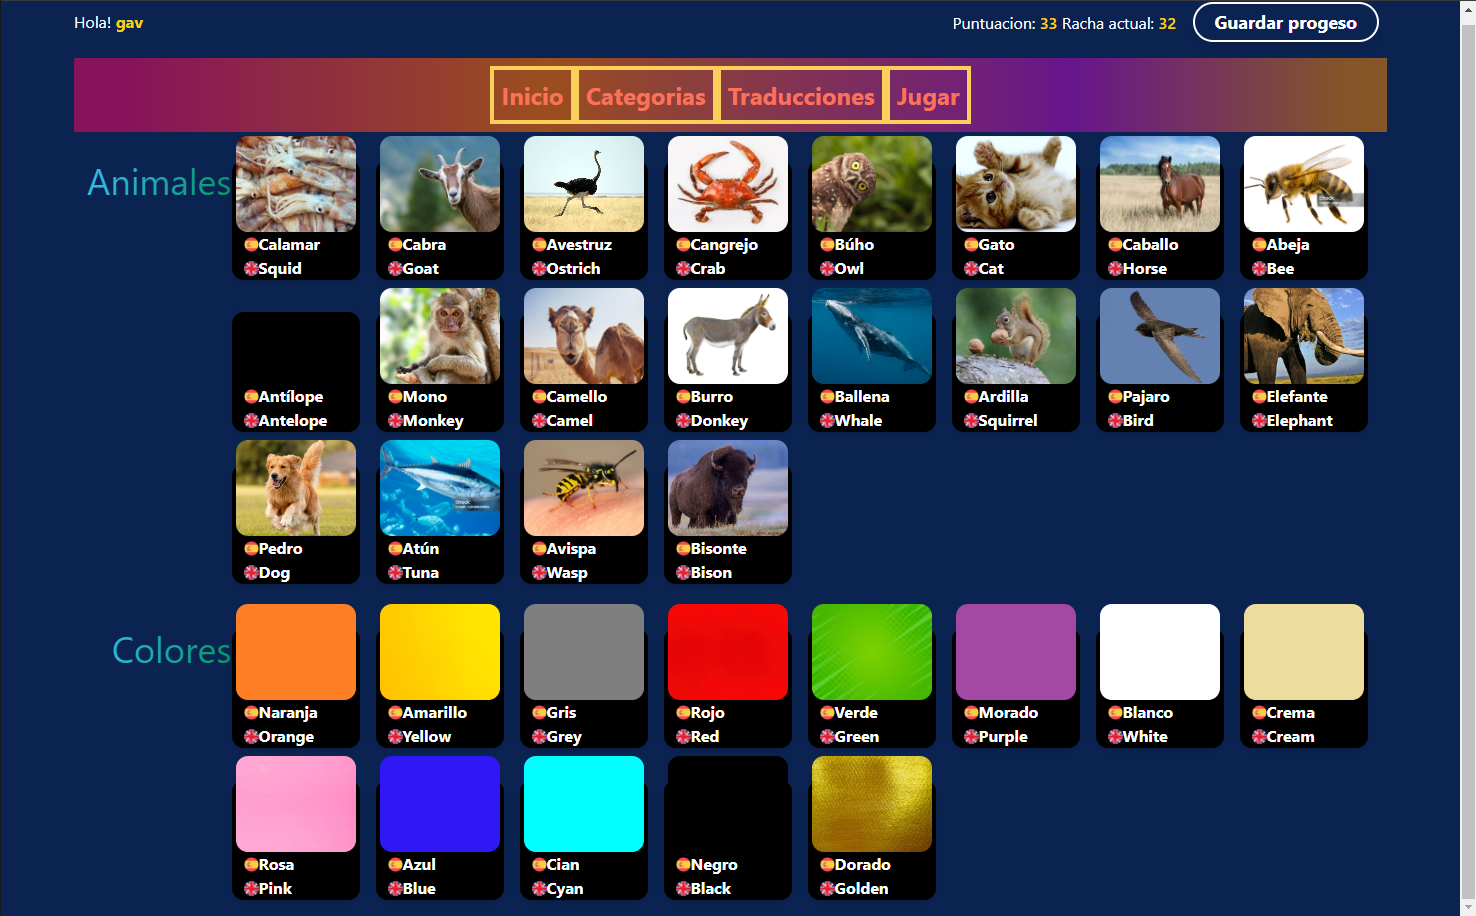 Hola! gav
Puntuacion: 33 Racha actual: 32
Guardar progeso
Inicio
Categorias
Traducciones
Jugar
Animales
Calamar
Squid
Cabra
Goat
Avestruz
Ostrich
Cangrejo
Crab
Búho
Owl
Gato
Cat
Caballo
Horse
iStock
Abeja
Bee
Antílope
Antelope
Mono
Monkey
Camello
Camel
Burro
Donkey
Ballena
Whale
Ardilla
Squirrel
Pajaro
Bird
Elefante
Elephant
Pedro
Dog
iStock
Atún
Tuna
Avispa
Wasp
Bisonte
Bison
Colores
Naranja
Orange
Amarillo
Yellow
Gris
Grey
Rojo
Red
Verde
Green
Morado
Purple
Blanco
White
Crema
Cream
Rosa
Pink
Azul
Blue
Cian
Cyan
Negro
Black
Dorado
Golden